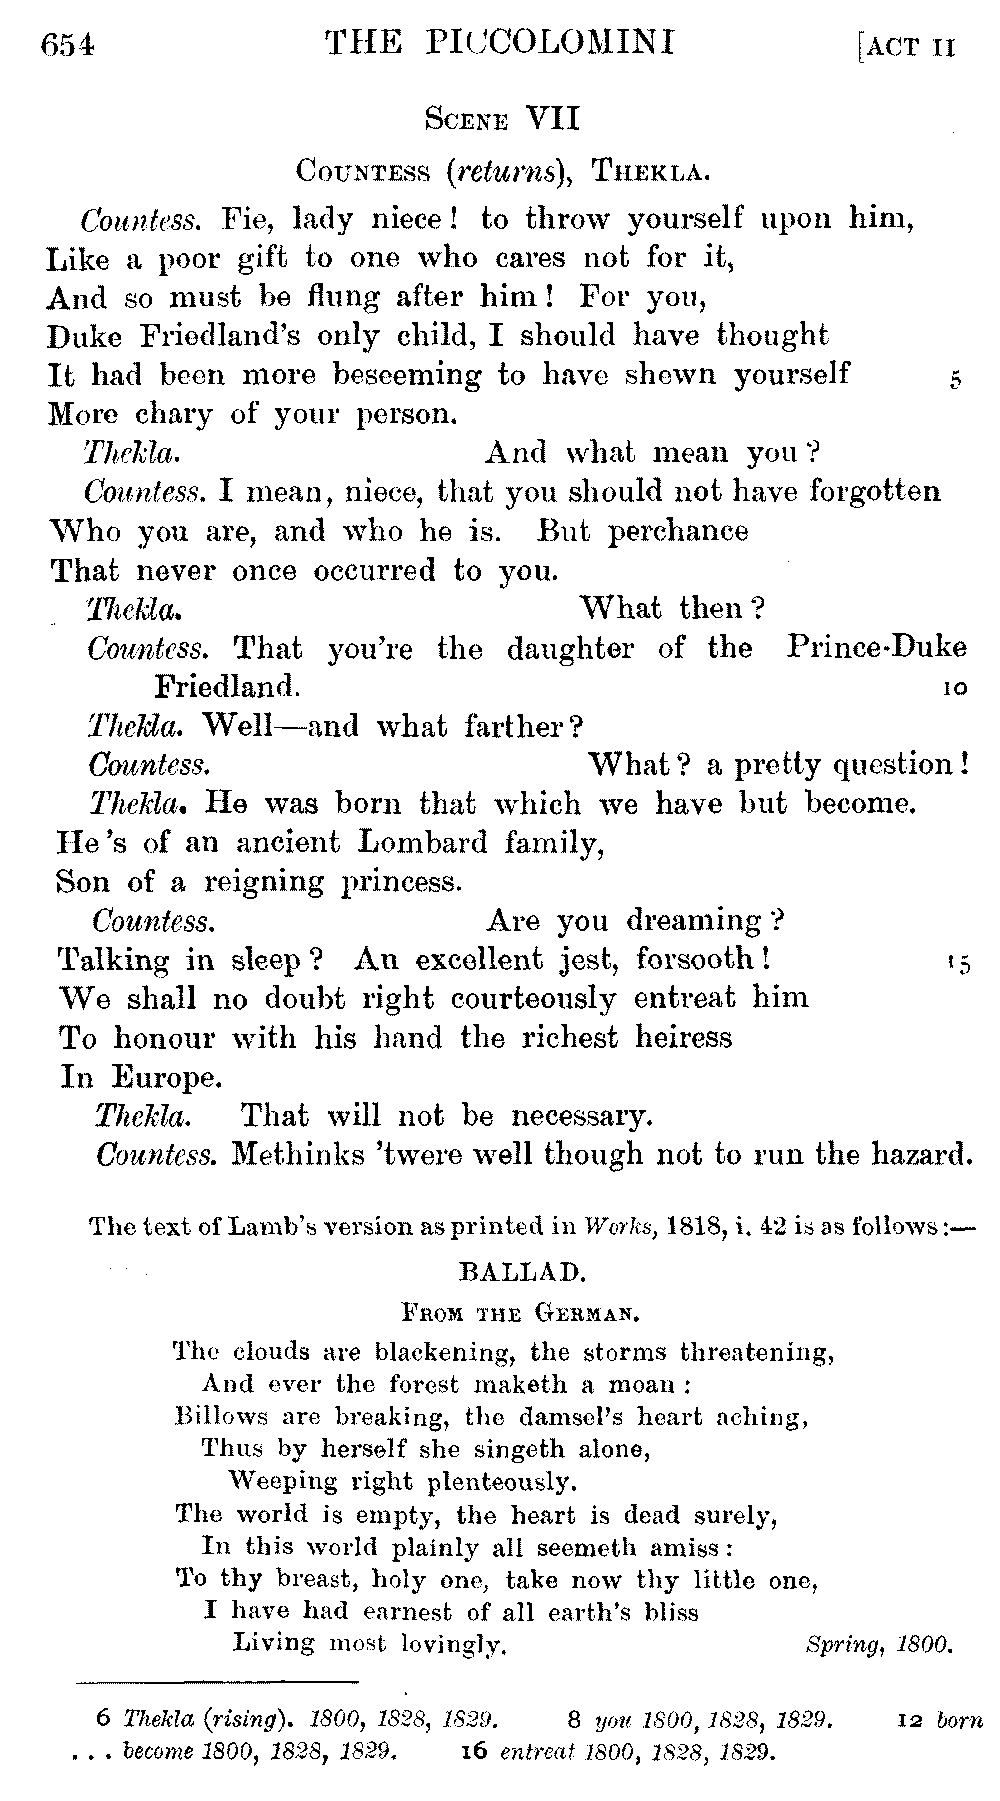 654 THE PICCOLOMINI [ACT II
SCENE VII
COUNTESS (returns), THEKLA.
Countess. Fie, lady niece! to throw yourself upon him,
Like a poor gift to one who cares not for it,
And so must be flung after him! For you,
Duke Friedland's only child, I should have thought
It had been more beseeming to have shewn yourself 5
More chary of your person.
Thekla. And what mean you?
Countess. I mean, niece, that you should not have forgotten
Who you are, and who he is. But perchance
That never once occurred to you.
Thekla. What then?
Countess. That you're the daughter of the Prince-Duke
Friedland. 10
Thekla. Well—and what farther?
Countess. What? a pretty question!
Thekla. He was born that which we have but become.
He's of an ancient Lombard family,
Son of a reigning princess.
Countess. Are you dreaming?
Talking in sleep? An excellent jest, forsooth! 15
We shall no doubt right courteously entreat him
To honour with his hand the richest heiress
In Europe.
Thekla. That will not be necessary.
Countess. Methinks 'twere well though not to run the hazard.
The text of Lamb's version as printed in Works, 1818, i. 42 is as follows:—
BALLAD.
FROM THE GERMAN.
The clouds are blackening, the storms threatening,
And ever the forest maketh a moan:
Billows are breaking, the damsel's heart aching,
Thus by herself she singeth alone,
Weeping right plenteously.
The world is empty, the heart is dead surely,
In this world plainly all seemeth amiss:
To thy breast, holy one, take now thy little one,
I have had earnest of all earth's bliss
Living most lovingly. Spring, 1800.
6 Thekla (rising). 1800, 1828, 1829. 8 you 1800, 1828, 1829. 12 born
... become 1800, 1828, 1829. 16 entreat 1800, 1828, 1829.